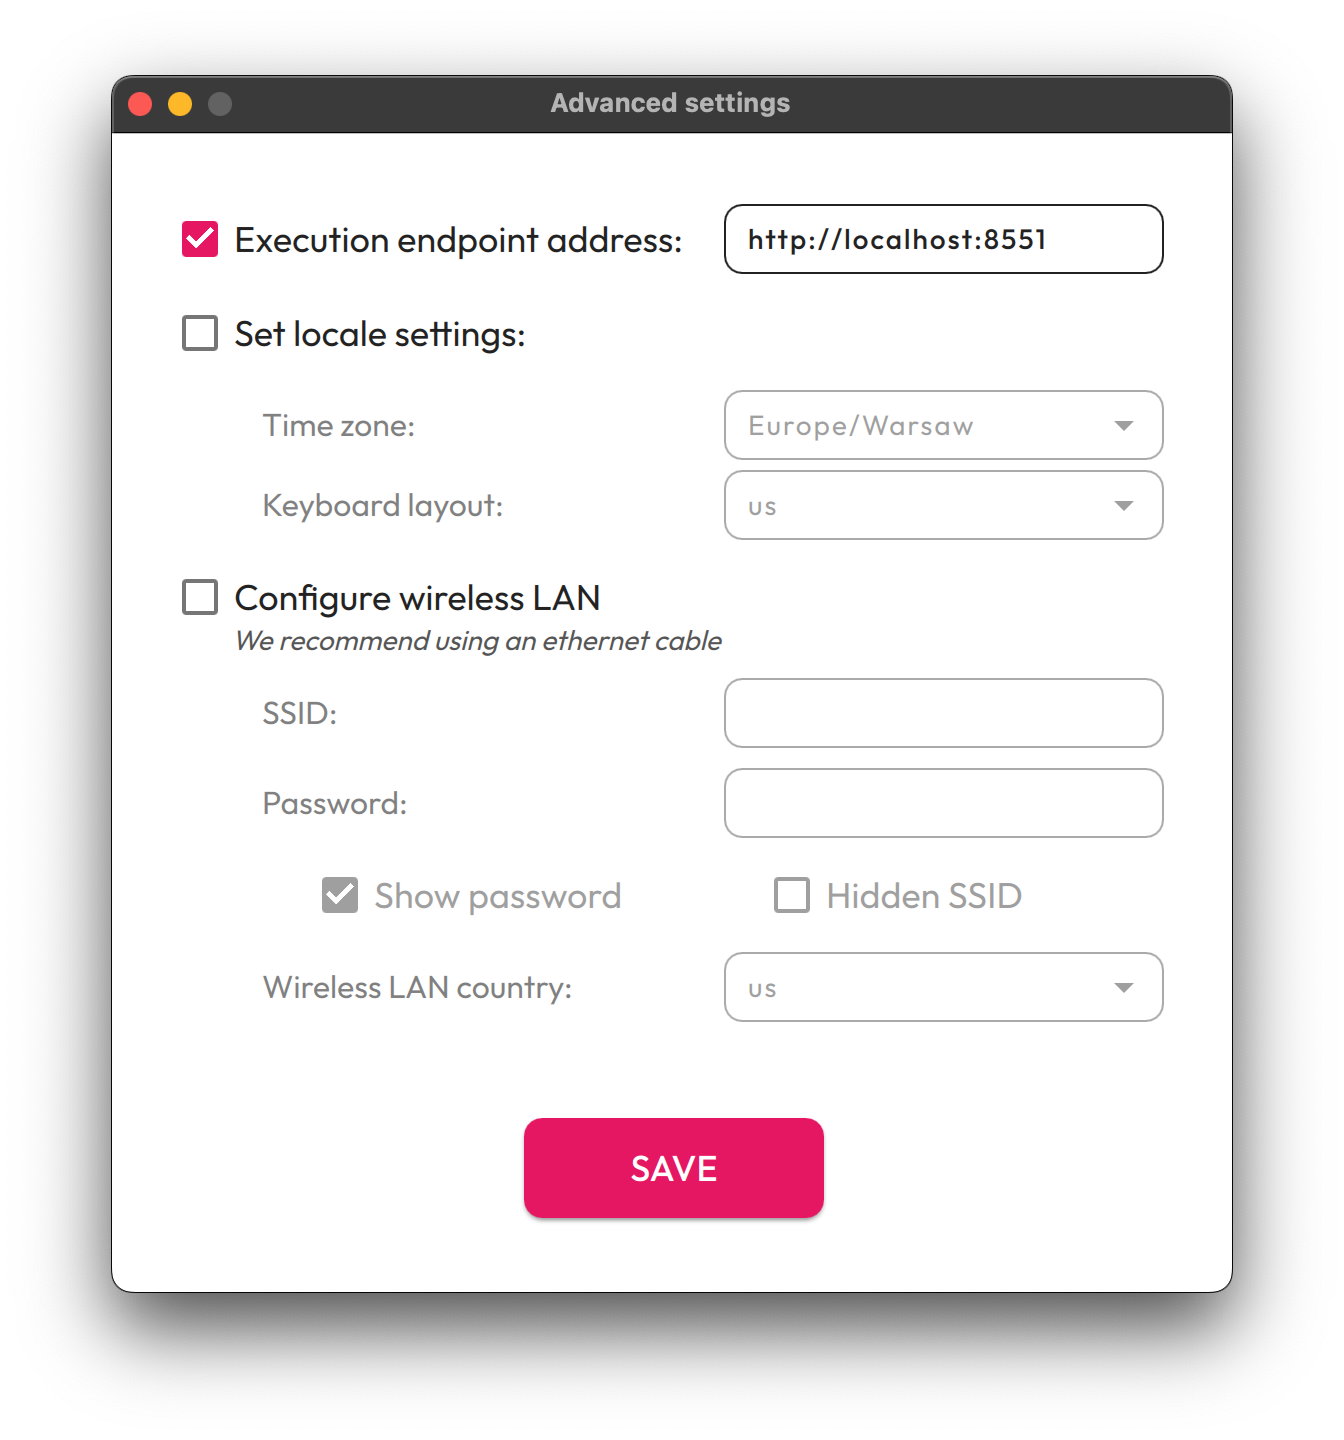 Advanced settings
Execution endpoint address: http://localhost:8551
Set locale settings:
Time zone: Europe/Warsaw
Keyboard layout: us
Configure wireless LAN
We recommend using an ethernet cable
SSID:
Password:
Show password Hidden SSID
Wireless LAN country: us
SAVE